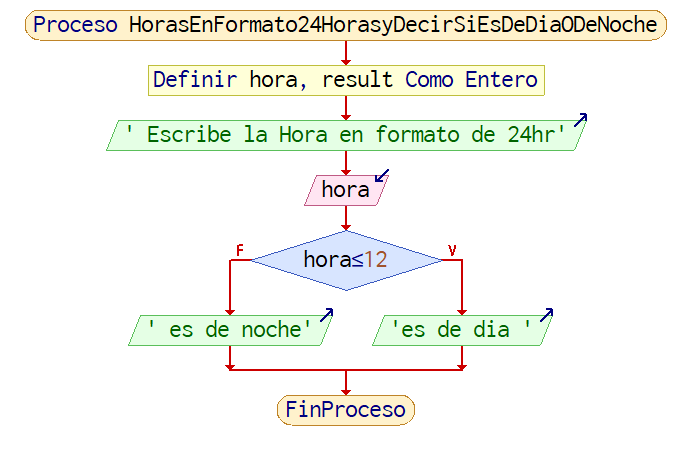 Proceso HorasEnFormato24HorasyDecirSiEsDeDiaODeNoche
Definir hora, result Como Entero
' Escribe la Hora en formato de 24hr'
hora
hora≤12
F
V
' es de noche'
'es de dia '
FinProceso